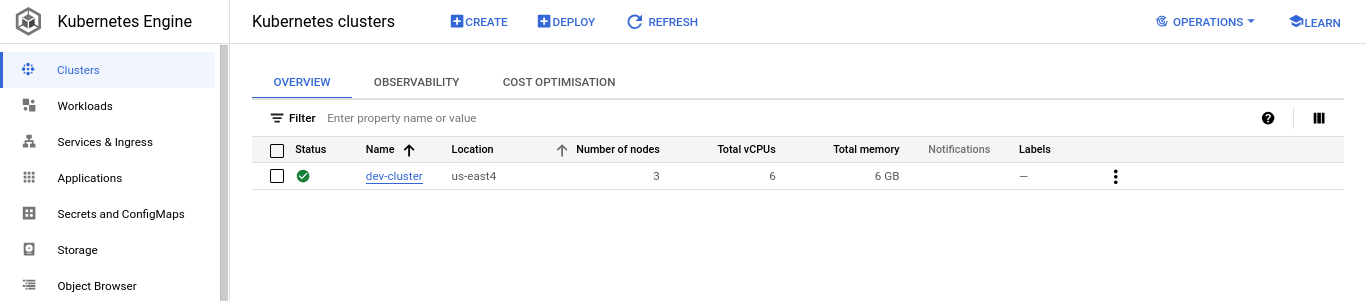 Kubernetes Engine
Kubernetes clusters CREATE DEPLOY REFRESH OPERATIONS LEARN
Clusters
Workloads
Services & Ingress
Applications
Secrets and ConfigMaps
Storage
Object Browser
OVERVIEW OBSERVABILITY COST OPTIMISATION
Filter Enter property name or value
Status Name Location Number of nodes Total vCPUs Total memory Notifications Labels
dev-cluster us-east4 3 6 6 GB —